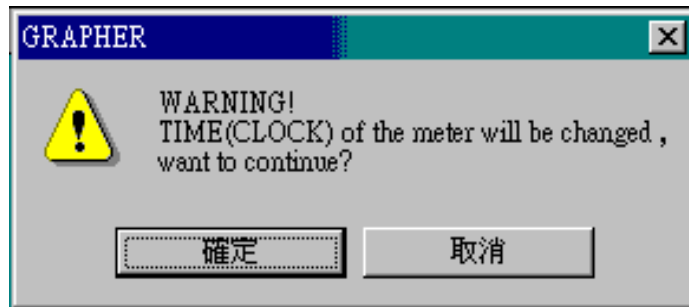 GRAPHER
WARNING!
TIME(CLOCK) of the meter will be changed ,
want to continue?
確定
取消